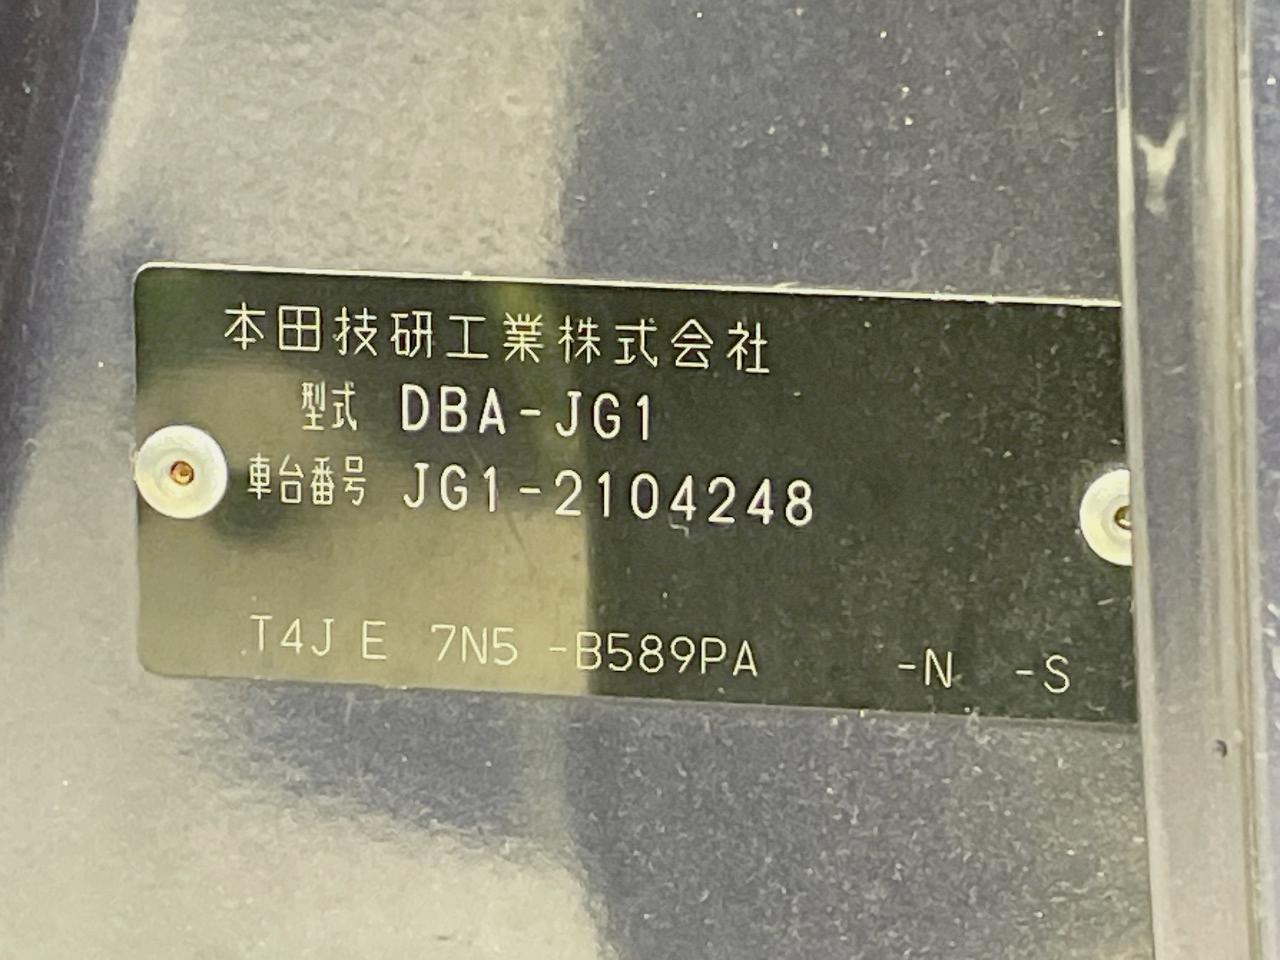 本田技研工業株式会社
型式 DBA-JG1
車台番号 JG1-2104248
T4JE 7N5 -B589PA -N -S